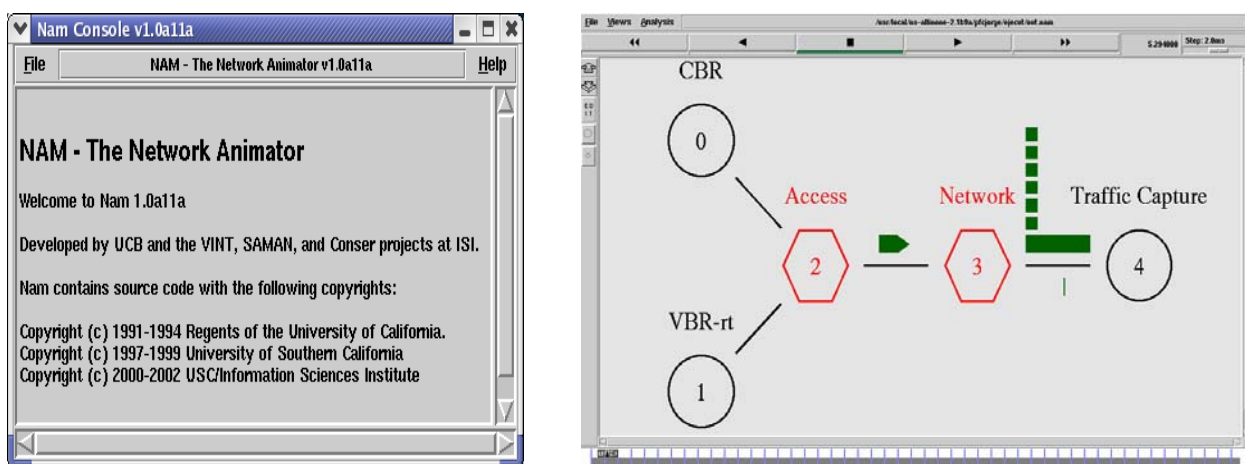 Nam Console v1.0a11a
File
NAM - The Network Animator v1.0a11a
Help
NAM - The Network Animator
Welcome to Nam 1.0a11a
Developed by UCB and the VINT, SAMAN, and Conser projects at ISI.
Nam contains source code with the following copyrights:
Copyright (c) 1991-1994 Regents of the University of California.
Copyright (c) 1997-1999 University of Southern California
Copyright (c) 2000-2002 USC/Information Sciences Institute
File Views Analysis
Step: 2.0ms
CBR
0
Access
Network
Traffic Capture
2
3
4
VBR-rt
1